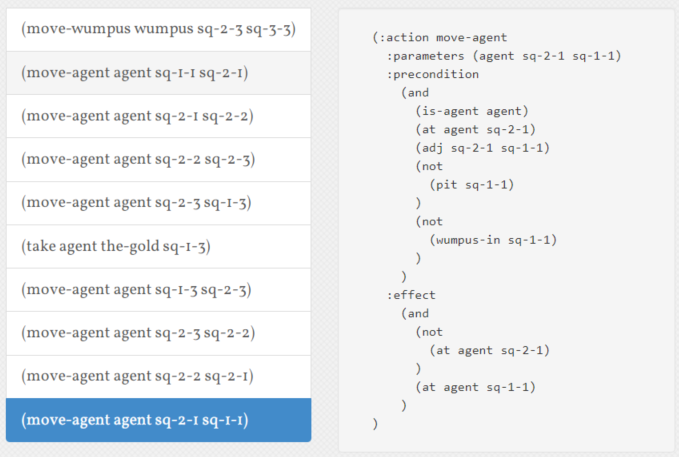 (move-wumpus wumpus sq-2-3 sq-3-3)
(move-agent agent sq-1-1 sq-2-1)
(move-agent agent sq-2-1 sq-2-2)
(move-agent agent sq-2-2 sq-2-3)
(move-agent agent sq-2-3 sq-1-3)
(take agent the-gold sq-1-3)
(move-agent agent sq-1-3 sq-2-3)
(move-agent agent sq-2-3 sq-2-2)
(move-agent agent sq-2-2 sq-2-1)
(move-agent agent sq-2-1 sq-1-1)
(:action move-agent
  :parameters (agent sq-2-1 sq-1-1)
  :precondition
    (and
      (is-agent agent)
      (at agent sq-2-1)
      (adj sq-2-1 sq-1-1)
      (not
        (pit sq-1-1)
      )
      (not
        (wumpus-in sq-1-1)
      )
    )
  :effect
    (and
      (not
        (at agent sq-2-1)
      )
      (at agent sq-1-1)
    )
)